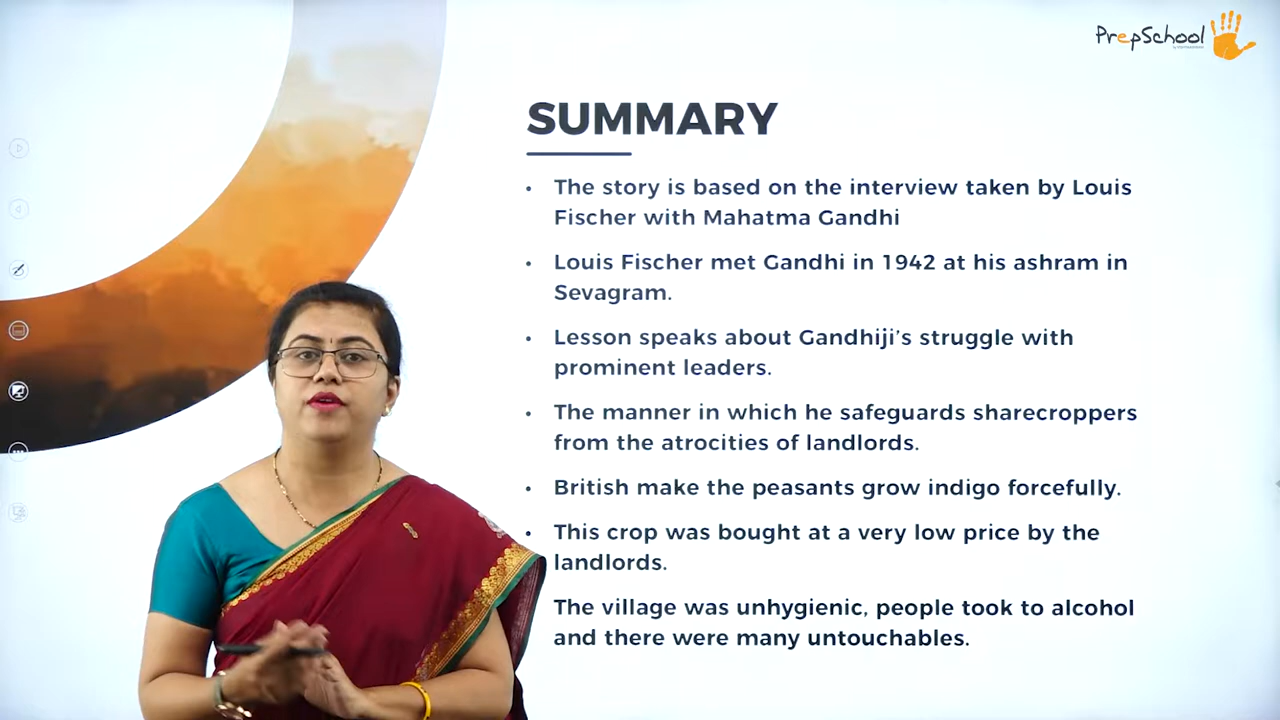 PrepSchool
SUMMARY
• The story is based on the interview taken by Louis
Fischer with Mahatma Gandhi
• Louis Fischer met Gandhi in 1942 at his ashram in
Sevagram.
• Lesson speaks about Gandhiji's struggle with
prominent leaders.
• The manner in which he safeguards sharecroppers
from the atrocities of landlords.
• British make the peasants grow indigo forcefully.
• This crop was bought at a very low price by the
landlords.
The village was unhygienic, people took to alcohol
and there were many untouchables.